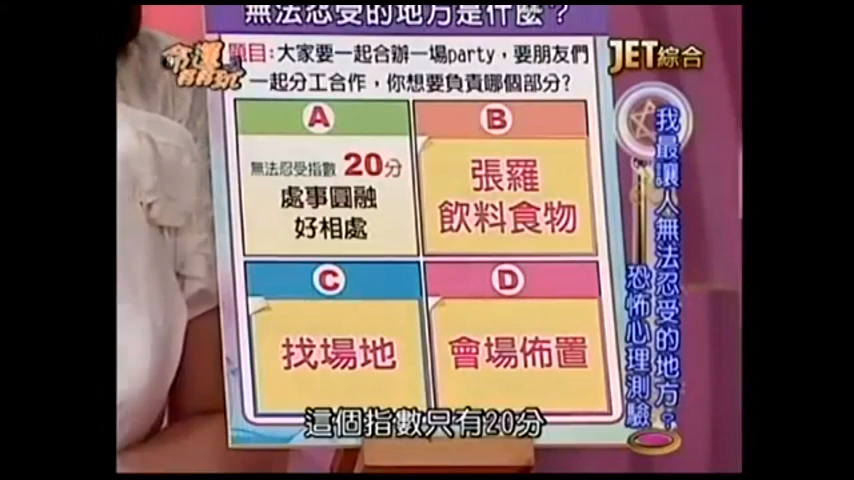 無法忍受的地方是什麼？
題目：大家要一起合辦一場party，要朋友們
一起分工合作，你想要負責哪個部分？
命運好好玩
JET綜合
A
無法忍受指數 20分
處事圓融
好相處
B
張羅
飲料食物
C
找場地
D
會場佈置
我最讓人無法忍受的地方？
恐怖心理測驗
這個指數只有20分